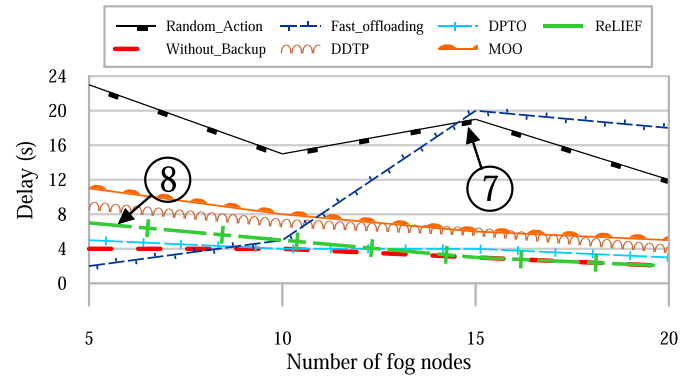 Random_Action Fast_offloading DPTO ReLIEF
Without_Backup DDTP MOO
24
20
16
12
8
4
0
Delay (s)
8
7
5 10 15 20
Number of fog nodes